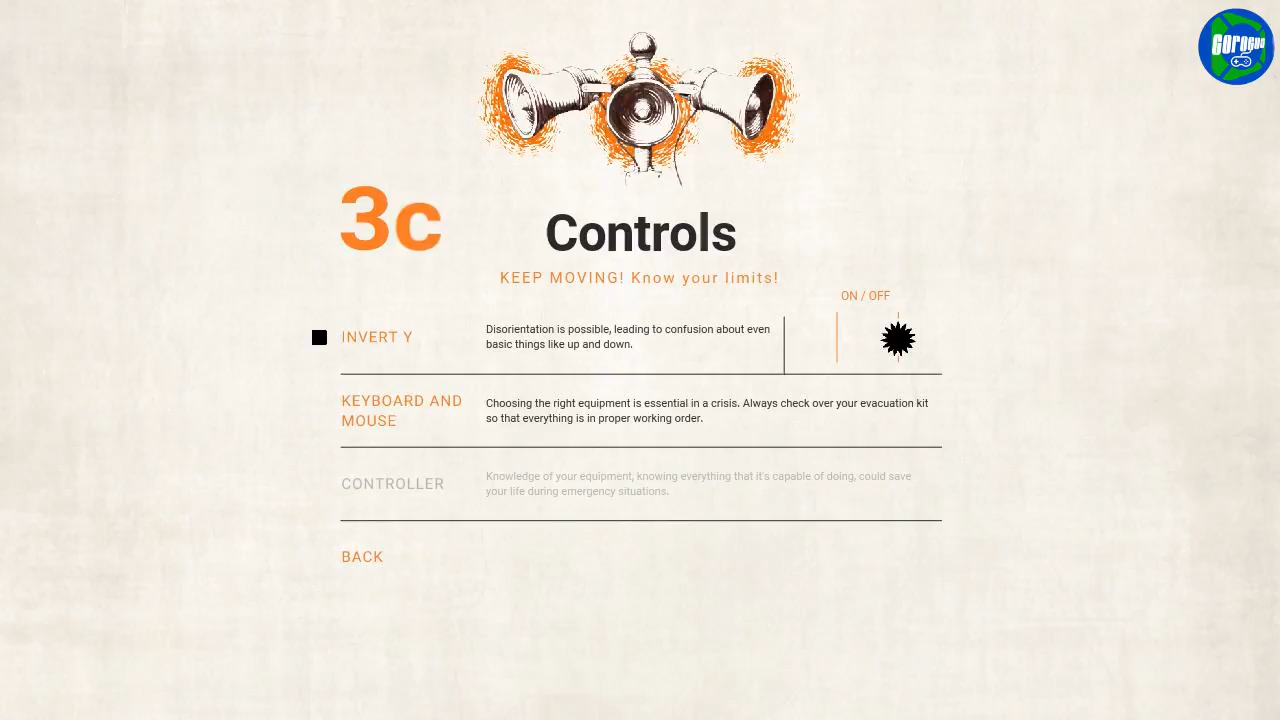 CoroGuo
3c
Controls
KEEP MOVING! Know your limits!
ON / OFF
INVERT Y
Disorientation is possible, leading to confusion about even
basic things like up and down.
KEYBOARD AND
MOUSE
Choosing the right equipment is essential in a crisis. Always check over your evacuation kit
so that everything is in proper working order.
CONTROLLER
Knowledge of your equipment, knowing everything that it's capable of doing, could save
your life during emergency situations.
BACK